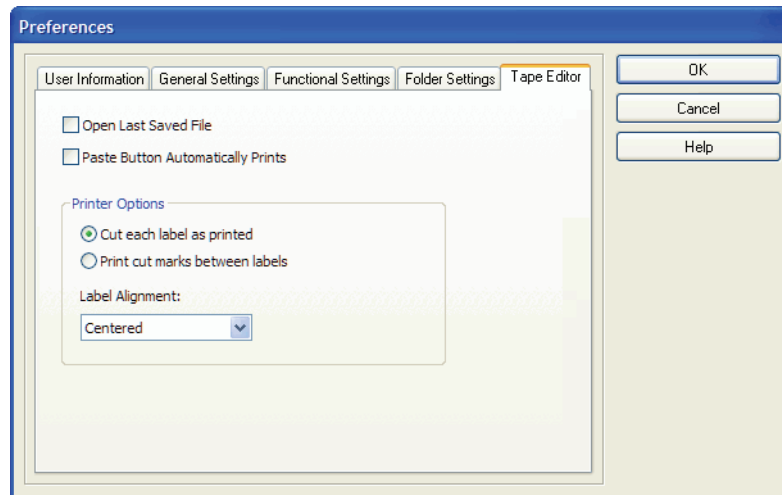 Preferences
User Information General Settings Functional Settings Folder Settings Tape Editor
OK
Cancel
Help
Open Last Saved File
Paste Button Automatically Prints
Printer Options
Cut each label as printed
Print cut marks between labels
Label Alignment:
Centered